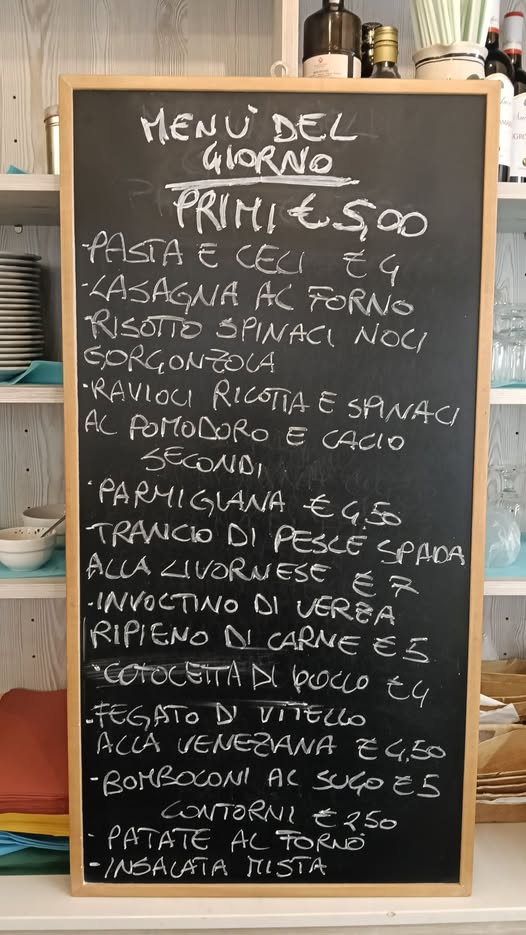 MENÙ DEL
GIORNO
PRIMI € 5,00
-PASTA E CECI € 4
-LASAGNA AL FORNO
-RISOTTO SPINACI NOCI
GORGONZOLA
-RAVIOLI RICOTTA E SPINACI
AL POMODORO E CACIO
SECONDI
-PARMIGIANA € 4,50
-TRANCIO DI PESCE SPADA
ALLA LIVORNESE € 7
-INVOLTINO DI VERZA
RIPIENO DI CARNE € 5
-COTOLETTA DI POLLO € 4
-FEGATO DI VITELLO
ALLA VENEZIANA € 4,50
-BOMBOLONI AL SUGO € 5
CONTORNI € 2,50
-PATATE AL FORNO
-INSALATA MISTA